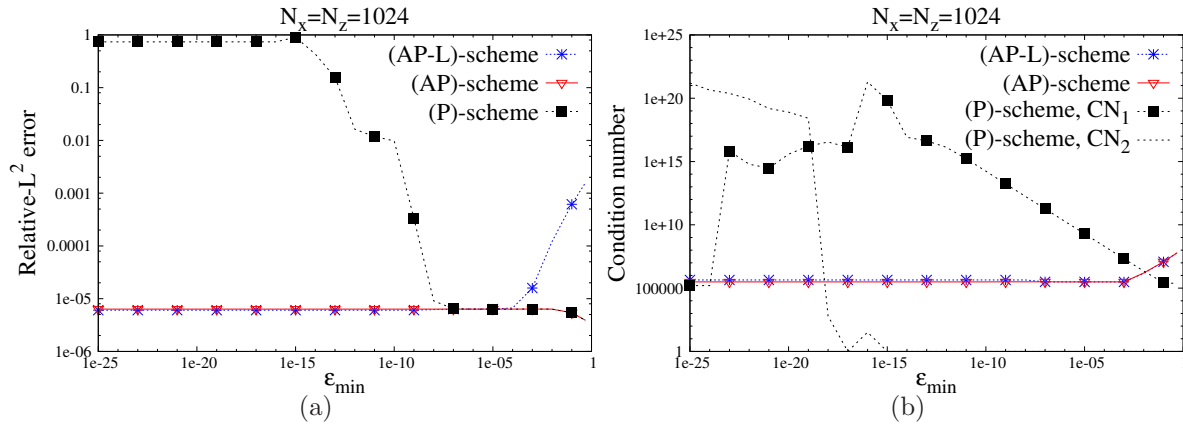 N_x=N_z=1024
1
0.1
0.01
0.001
0.0001
1e-05
1e-06
Relative-L^2 error
(AP-L)-scheme
(AP)-scheme
(P)-scheme
1e-25
1e-20
1e-15
1e-10
1e-05
1
ε_min
(a)
N_x=N_z=1024
1e+25
1e+20
1e+15
1e+10
100000
1
Condition number
(AP-L)-scheme
(AP)-scheme
(P)-scheme, CN_1
(P)-scheme, CN_2
1e-25
1e-20
1e-15
1e-10
1e-05
ε_min
(b)